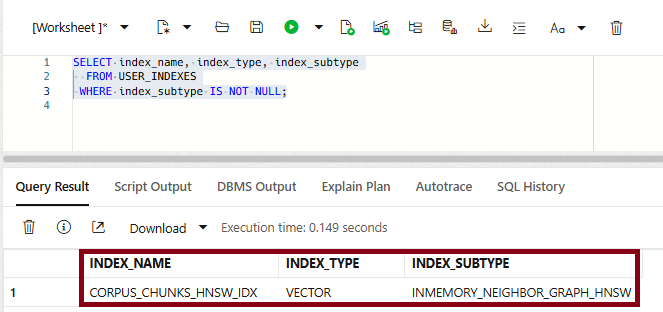 [Worksheet ]*
Aa
1 SELECT index_name, index_type, index_subtype
2 FROM USER_INDEXES
3 WHERE index_subtype IS NOT NULL;
4
Query Result Script Output DBMS Output Explain Plan Autotrace SQL History
Download Execution time: 0.149 seconds
INDEX_NAME INDEX_TYPE INDEX_SUBTYPE
1 CORPUS_CHUNKS_HNSW_IDX VECTOR INMEMORY_NEIGHBOR_GRAPH_HNSW